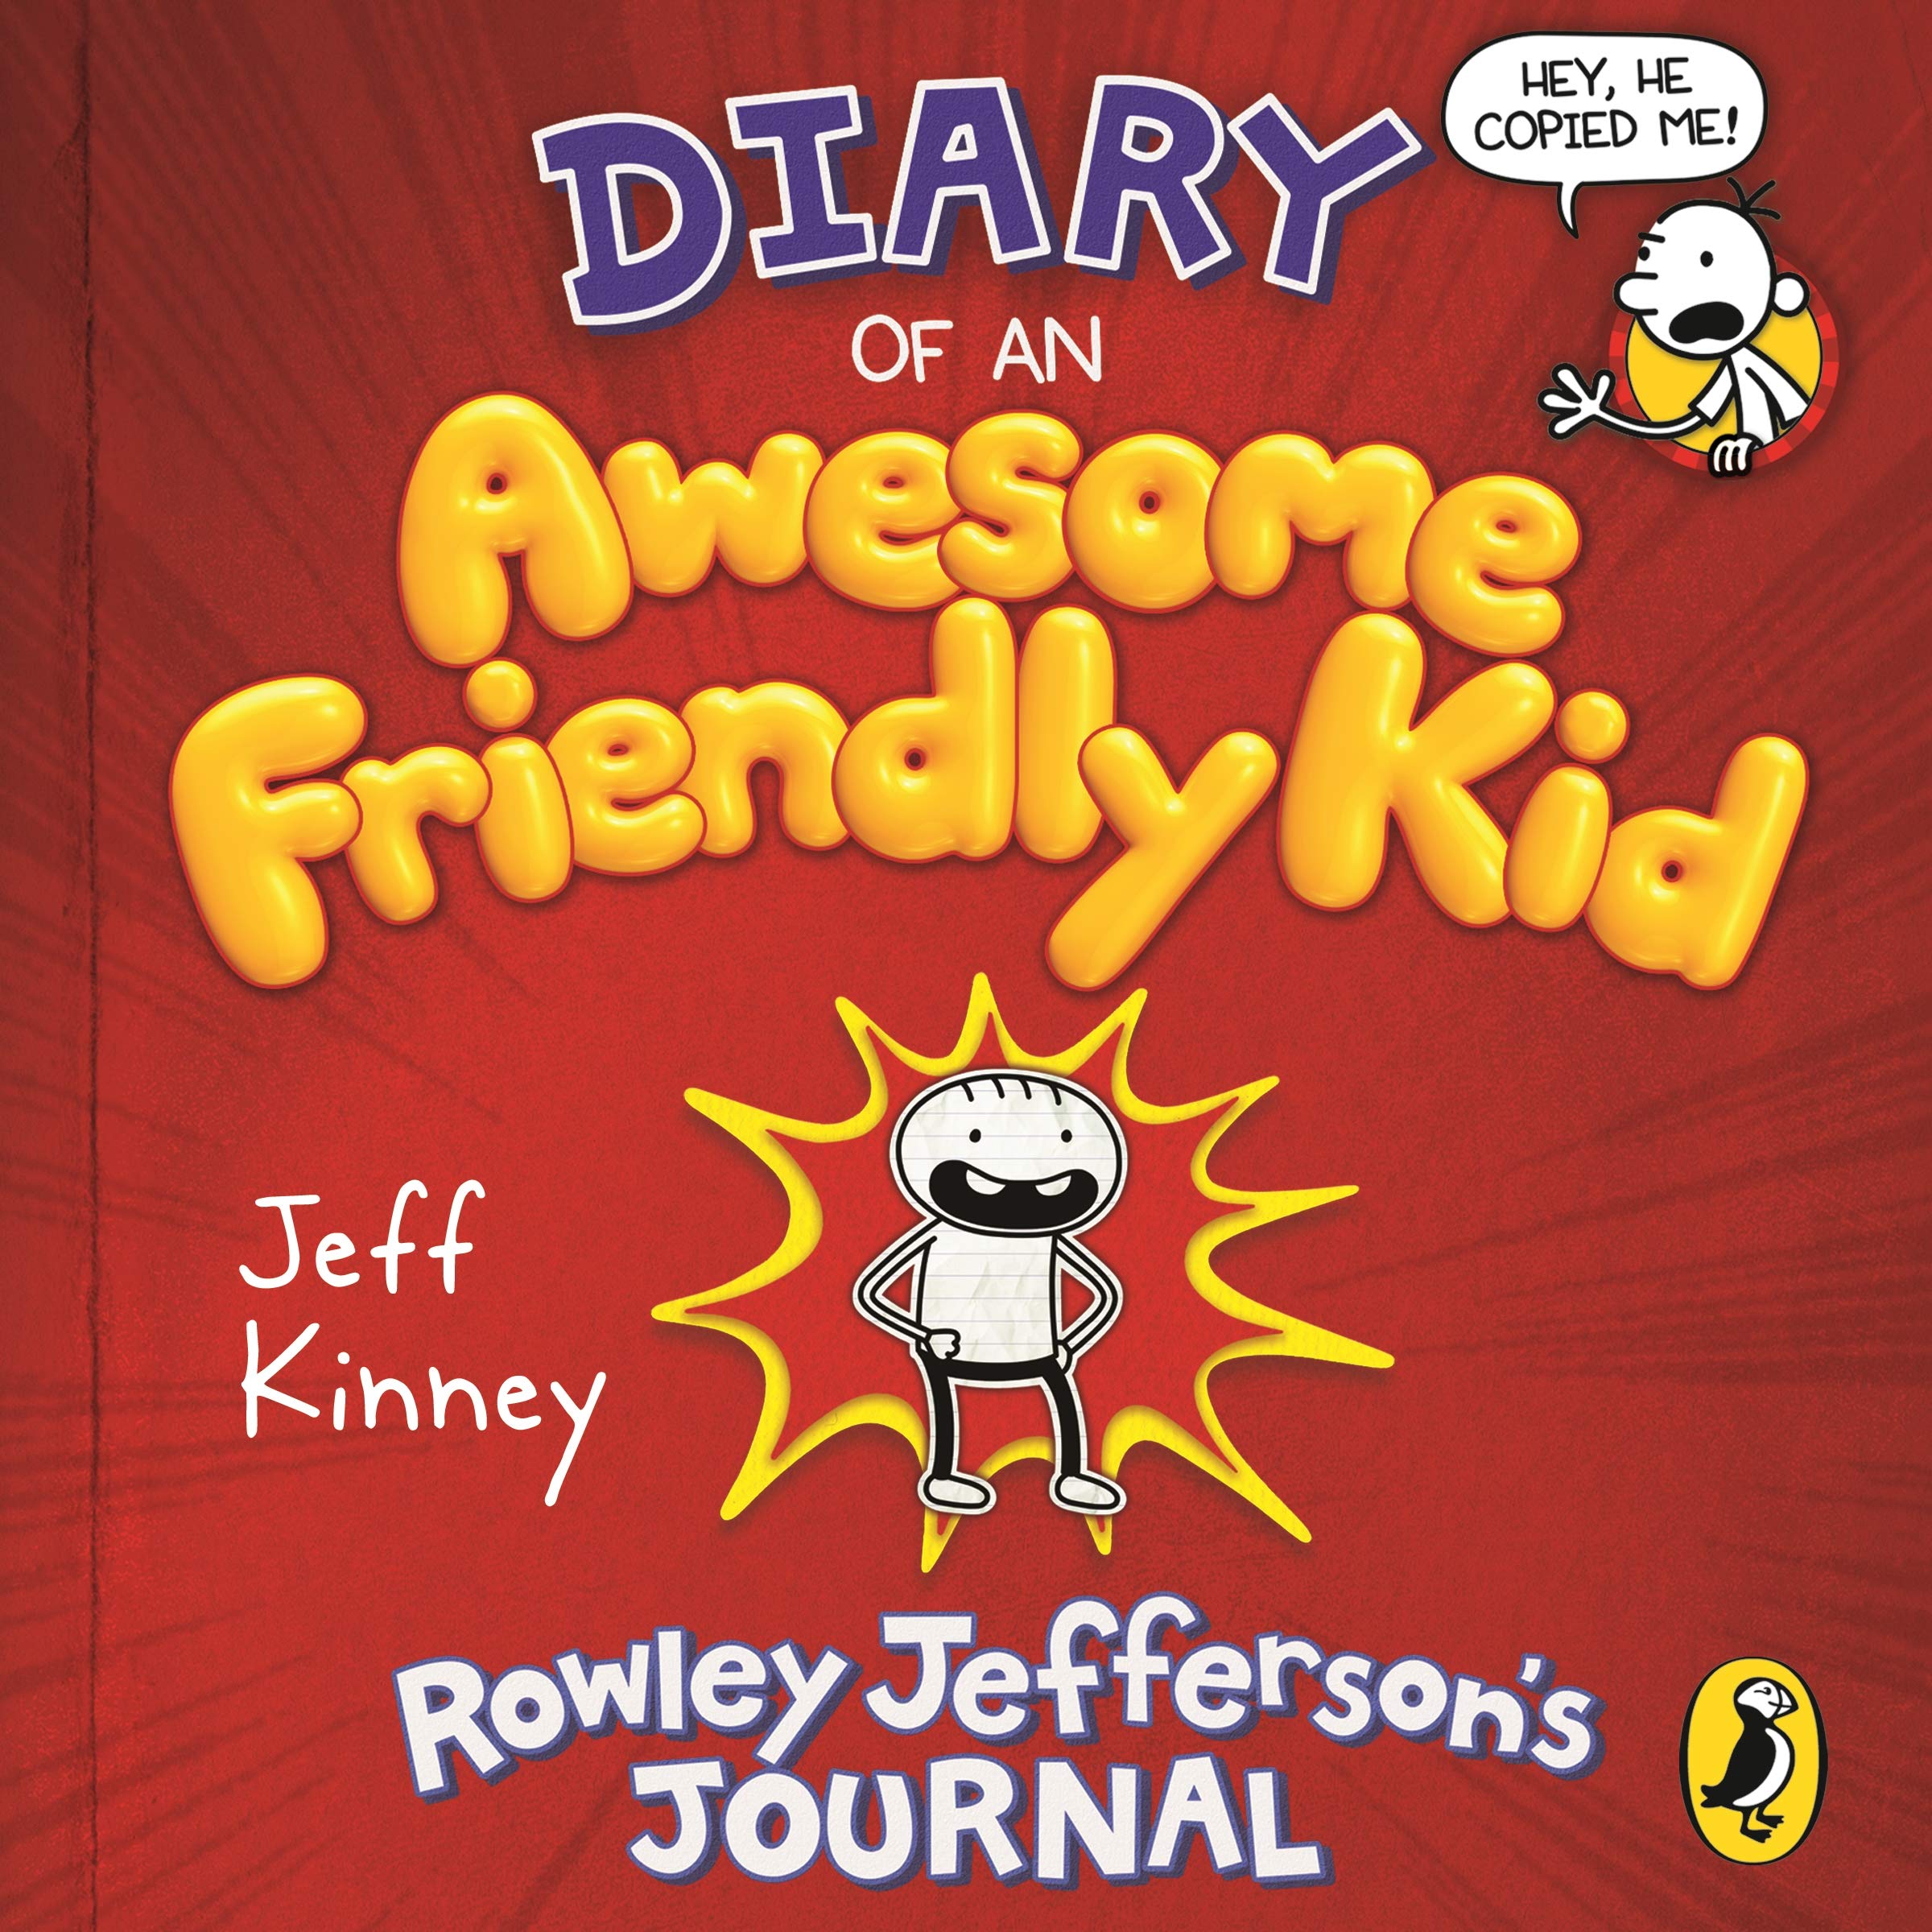 HEY, HE
COPIED ME!
DIARY
OF AN
Awesome
Friendly Kid
Jeff
Kinney
Rowley Jefferson's
JOURNAL